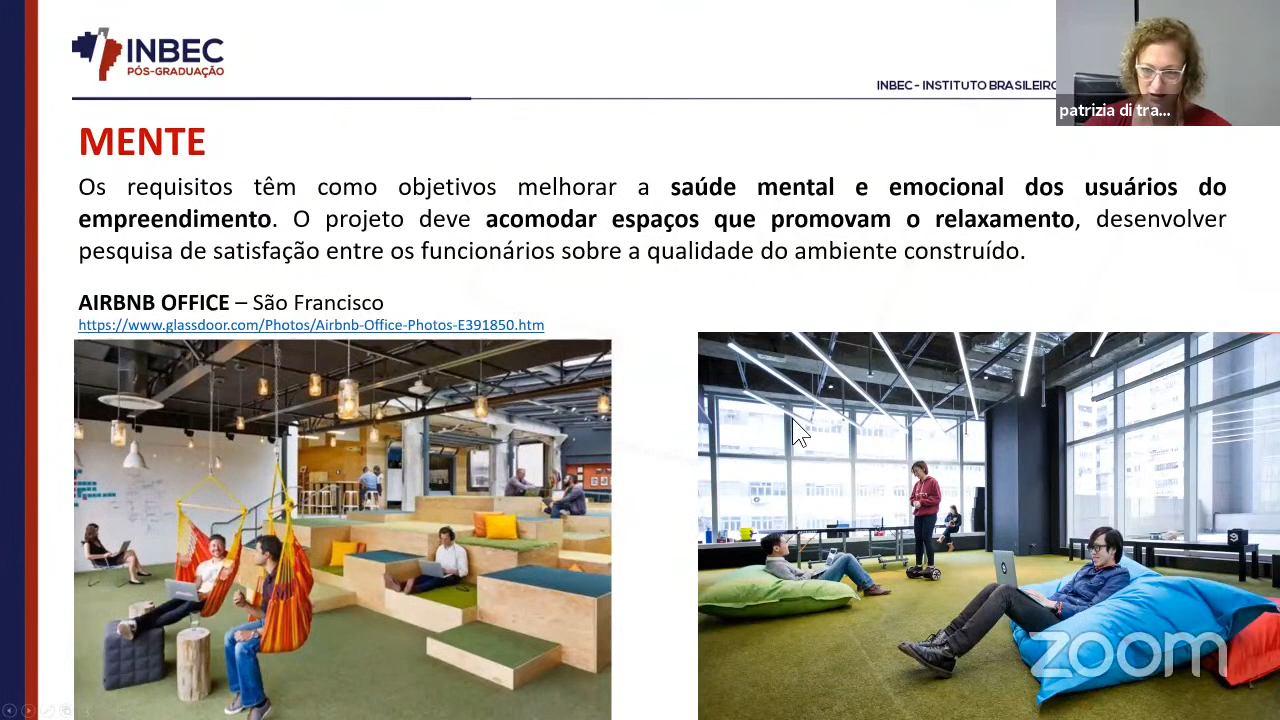 INBEC
PÓS-GRADUAÇÃO
INBEC - INSTITUTO BRASILEIRO
patrizia di tra...
MENTE
Os requisitos têm como objetivos melhorar a saúde mental e emocional dos usuários do
empreendimento. O projeto deve acomodar espaços que promovam o relaxamento, desenvolver
pesquisa de satisfação entre os funcionários sobre a qualidade do ambiente construído.
AIRBNB OFFICE – São Francisco
https://www.glassdoor.com/Photos/Airbnb-Office-Photos-E391850.htm
zoom